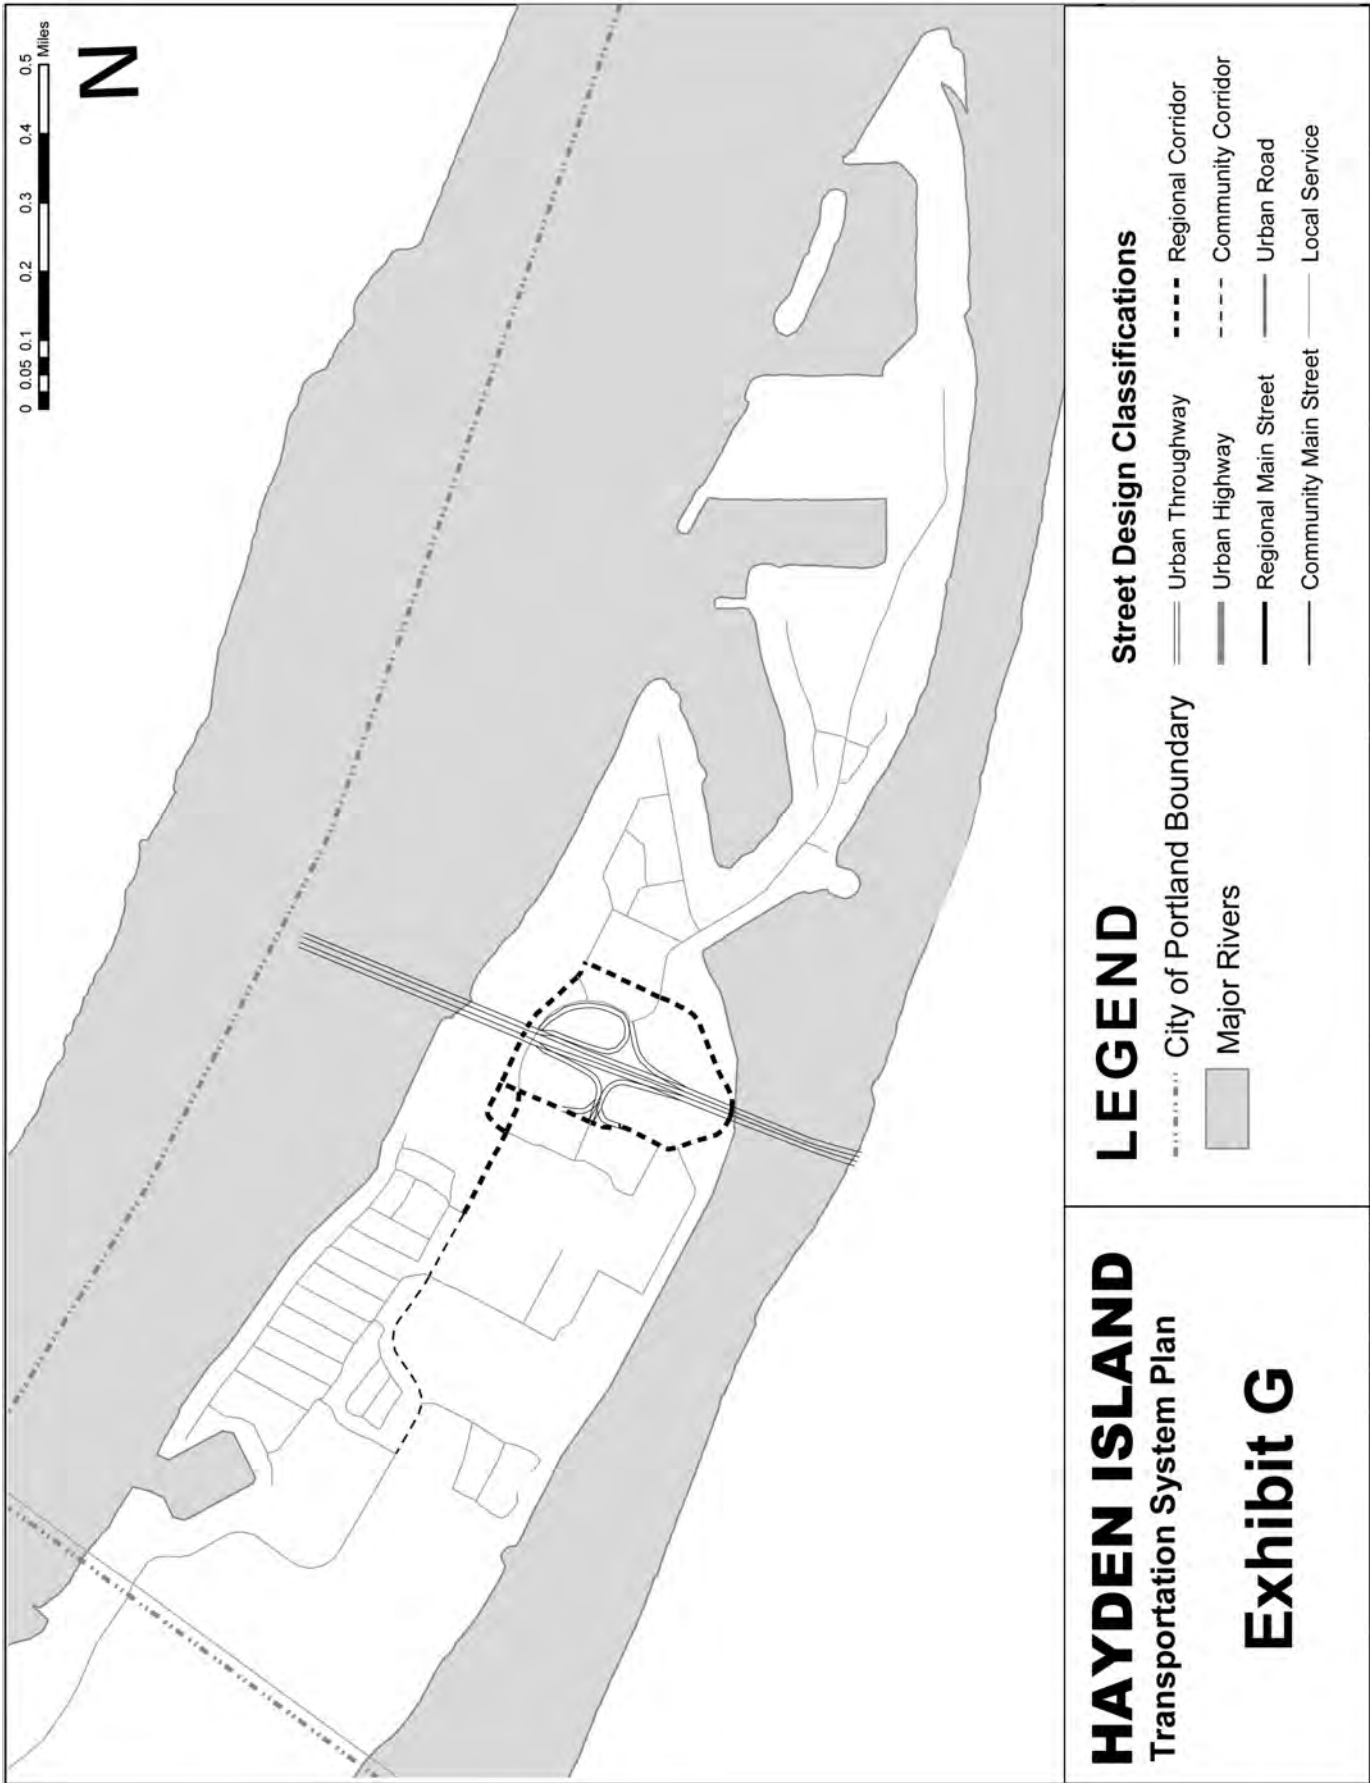 0 0.05 0.1 0.2 0.3 0.4 0.5
Miles
N
HAYDEN ISLAND
Transportation System Plan
Exhibit G
LEGEND
City of Portland Boundary
Major Rivers
Street Design Classifications
Urban Throughway
Urban Highway
Regional Main Street
Community Main Street
Regional Corridor
Community Corridor
Urban Road
Local Service